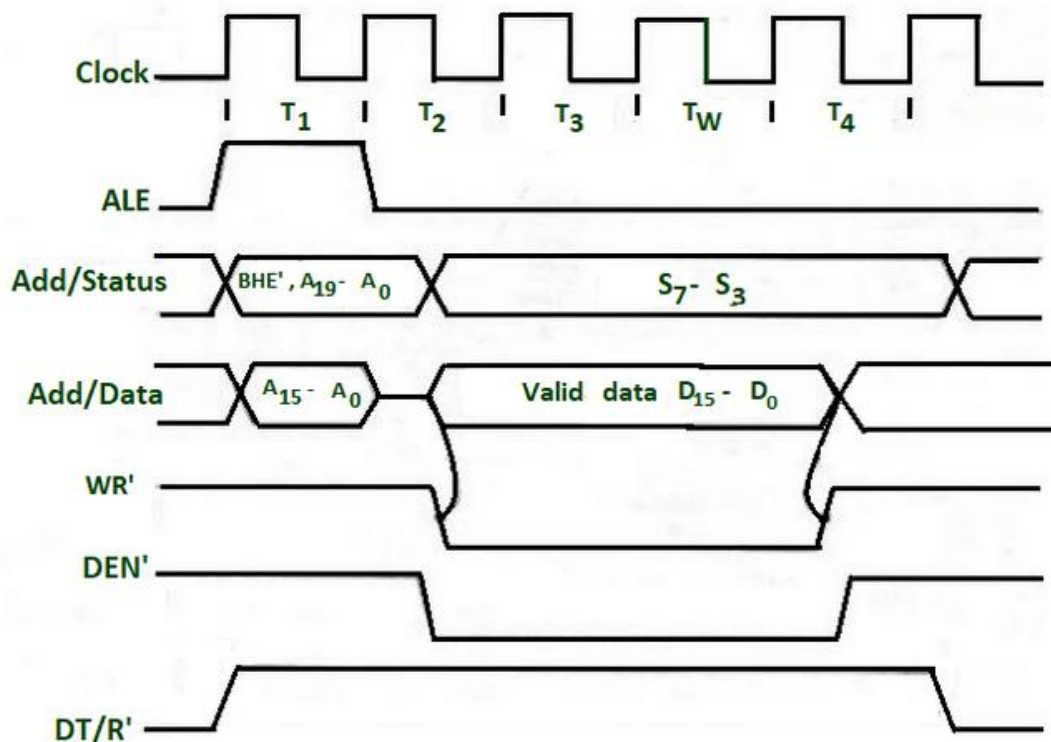 Clock
T1 T2 T3 TW T4
ALE
Add/Status BHE', A19- A0 S7- S3
Add/Data A15- A0 Valid data D15- D0
WR'
DEN'
DT/R'